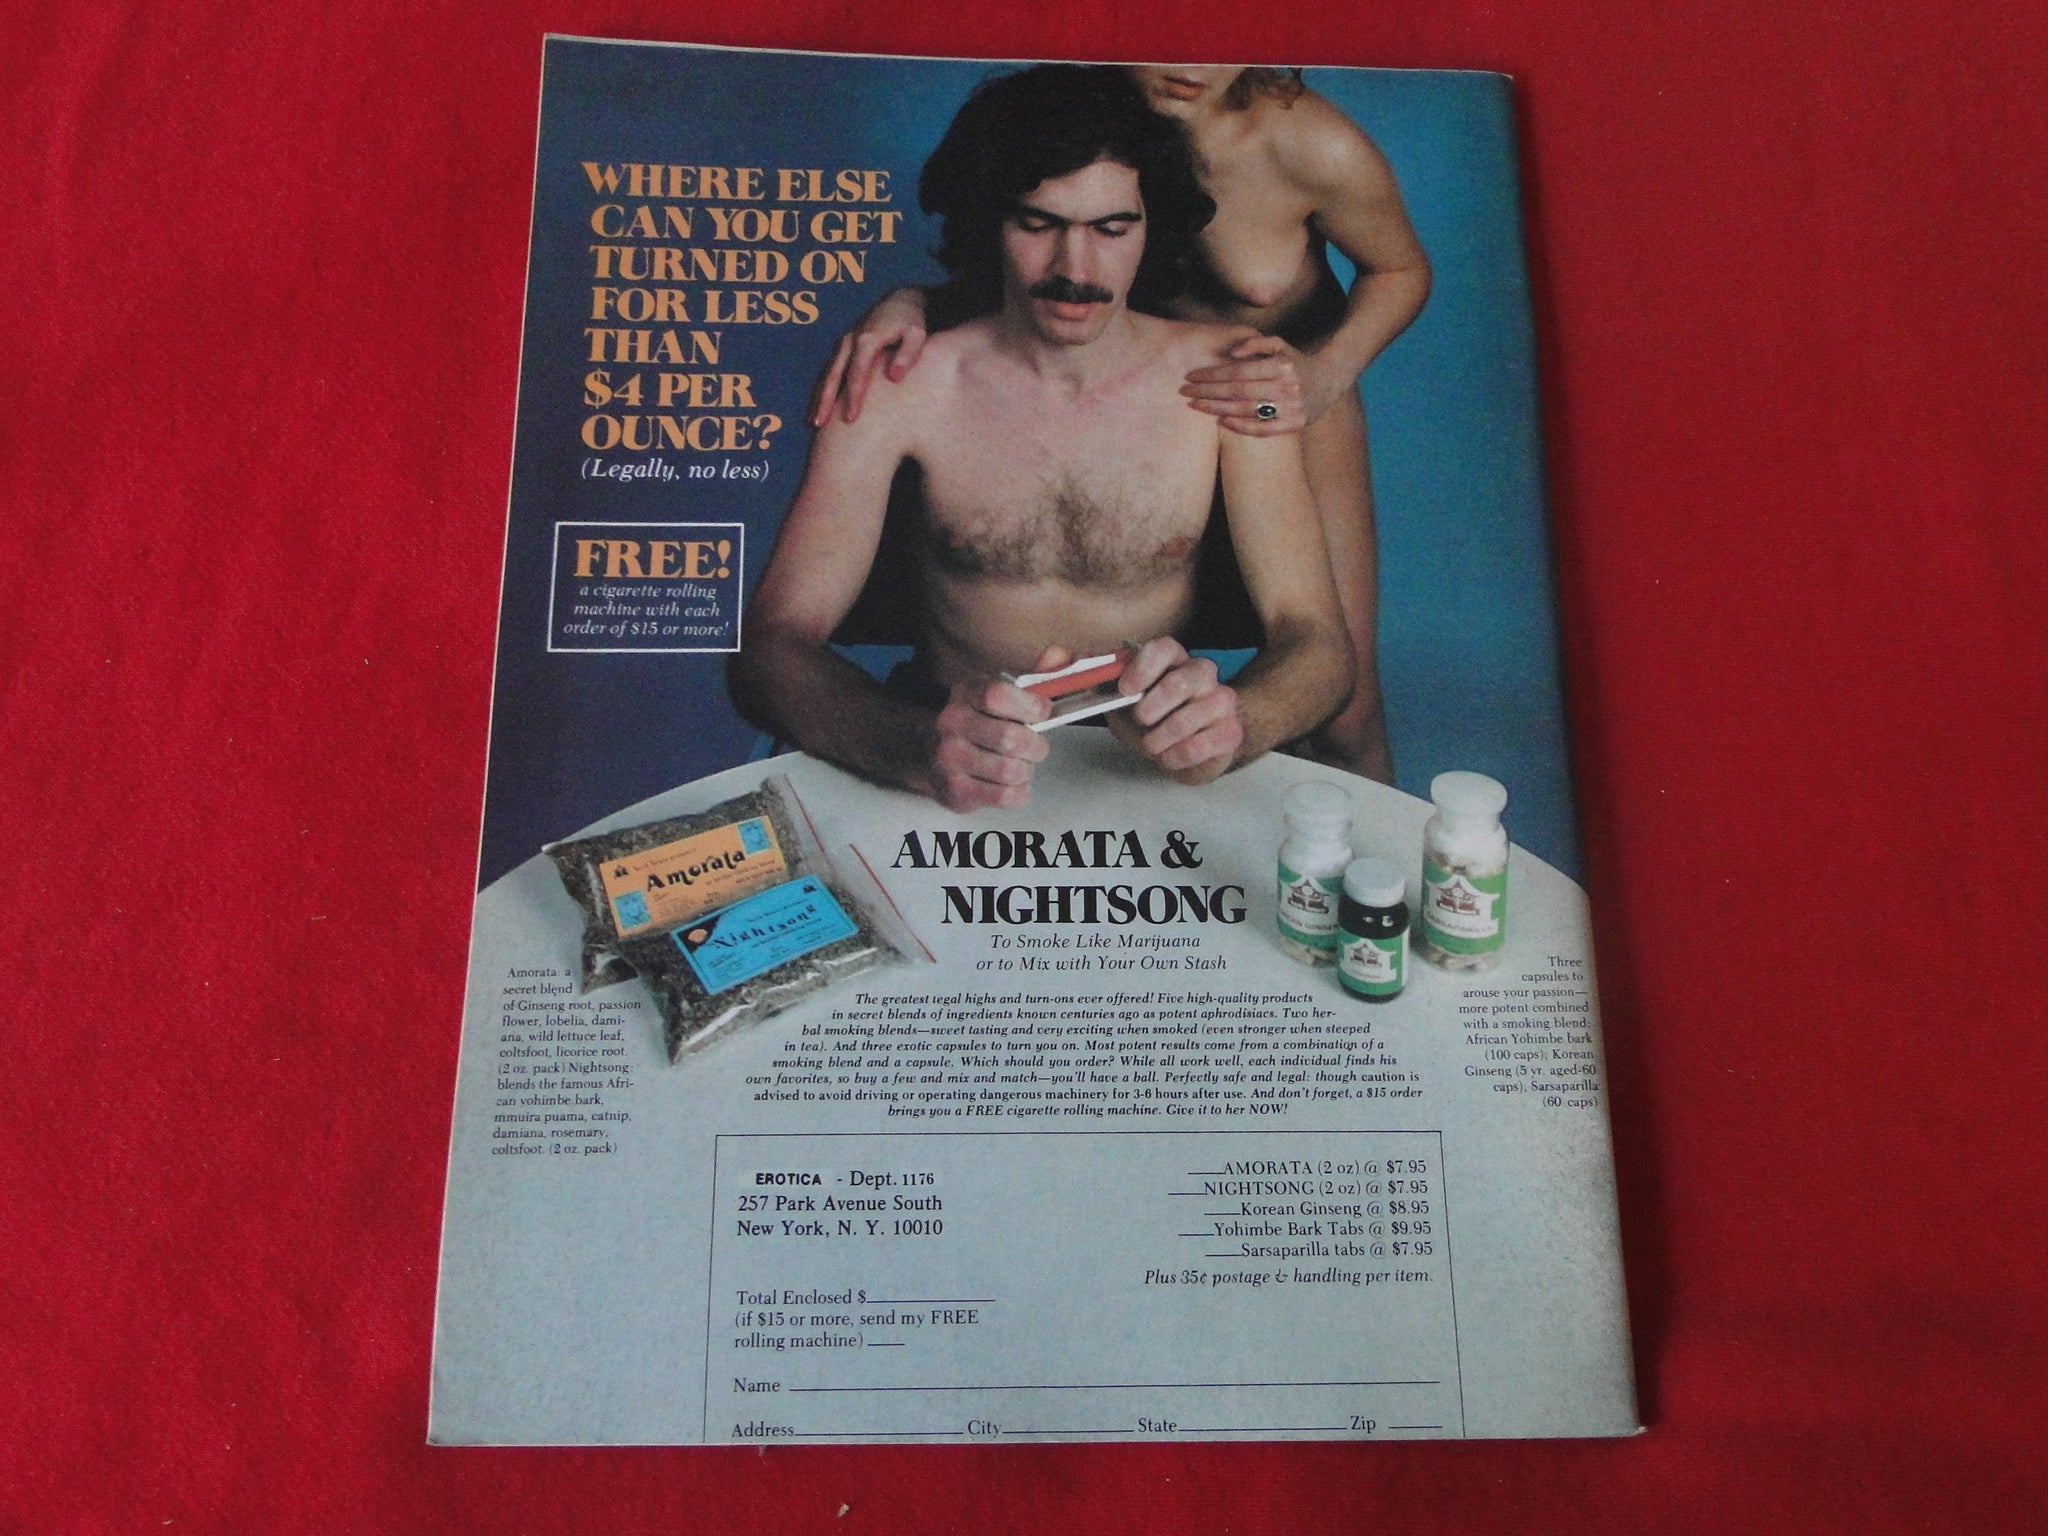 WHERE ELSE
CAN YOU GET
TURNED ON
FOR LESS
THAN
$4 PER
OUNCE?
(Legally, no less)
FREE!
a cigarette rolling
machine with each
order of $15 or more!
Amorata
Nightsong
AMORATA &
NIGHTSONG
To Smoke Like Marijuana
or to Mix with Your Own Stash
SARSAPARILLA
Amorata: a
secret blend
of Ginseng root, passion
flower, lobelia, dami-
ana, wild lettuce leaf,
coltsfoot, licorice root.
(2 oz. pack) Nightsong:
blends the famous Afri-
can yohimbe bark,
mmuira puama, catnip,
damiana, rosemary,
coltsfoot. (2 oz. pack)
The greatest legal highs and turn-ons ever offered! Five high-quality products
in secret blends of ingredients known centuries ago as potent aphrodisiacs. Two her-
bal smoking blends—sweet tasting and very exciting when smoked (even stronger when steeped
in tea). And three exotic capsules to turn you on. Most potent results come from a combination of a
smoking blend and a capsule. Which should you order? While all work well, each individual finds his
own favorites, so buy a few and mix and match—you'll have a ball. Perfectly safe and legal: though caution is
advised to avoid driving or operating dangerous machinery for 3-6 hours after use. And don't forget, a $15 order
brings you a FREE cigarette rolling machine. Give it to her NOW!
Three
capsules to
arouse your passion—
more potent combined
with a smoking blend:
African Yohimbe bark
(100 caps); Korean
Ginseng (5 yr. aged-60
caps); Sarsaparilla
(60 caps)
EROTICA - Dept. 1176
257 Park Avenue South
New York, N. Y. 10010
AMORATA (2 oz) @ $7.95
NIGHTSONG (2 oz) @ $7.95
Korean Ginseng @ $8.95
Yohimbe Bark Tabs @ $9.95
Sarsaparilla tabs @ $7.95
Plus 35¢ postage & handling per item.
Total Enclosed $
(if $15 or more, send my FREE
rolling machine)
Name
Address City State Zip